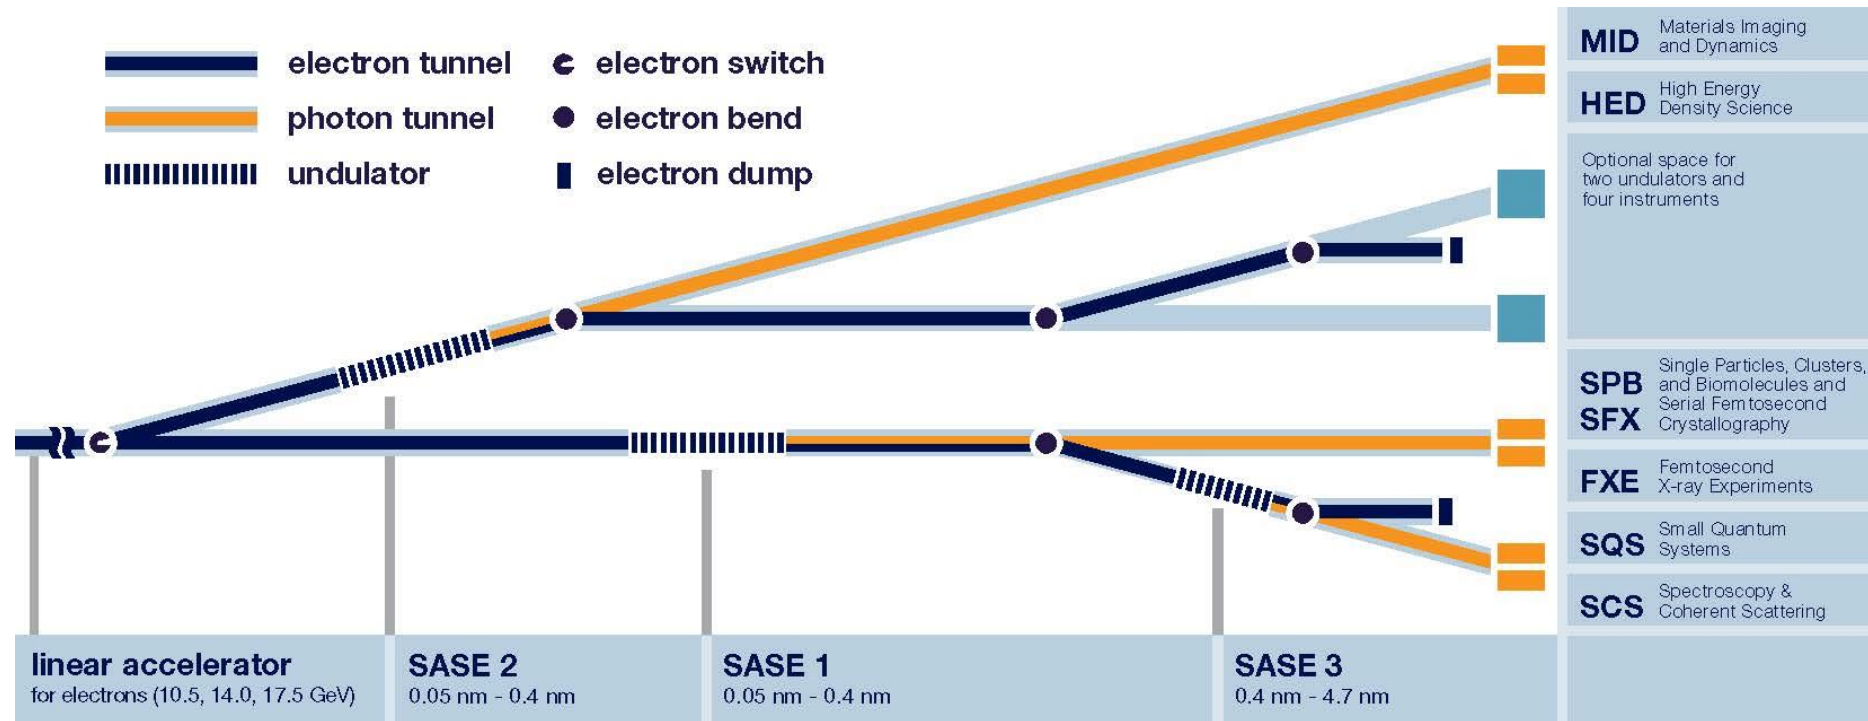 electron tunnel
electron switch
photon tunnel
electron bend
undulator
electron dump
MID
Materials Imaging
and Dynamics
HED
High Energy
Density Science
Optional space for
two undulators and
four instruments
SPB
SFX
Single Particles, Clusters,
and Biomolecules and
Serial Femtosecond
Crystallography
FXE
Femtosecond
X-ray Experiments
SQS
Small Quantum
Systems
SCS
Spectroscopy &
Coherent Scattering
linear accelerator
for electrons (10.5, 14.0, 17.5 GeV)
SASE 2
0.05 nm - 0.4 nm
SASE 1
0.05 nm - 0.4 nm
SASE 3
0.4 nm - 4.7 nm